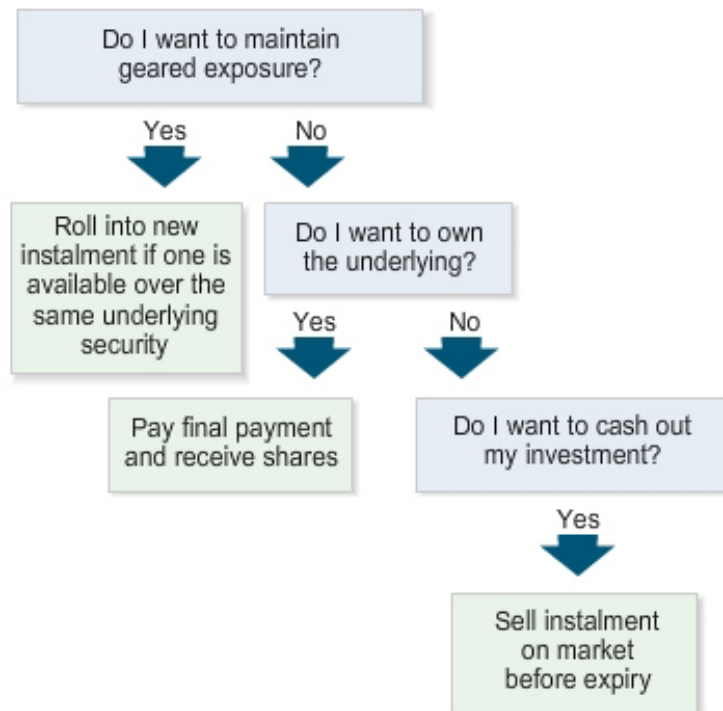 Do I want to maintain
geared exposure?
Yes
No
Roll into new
instalment if one is
available over the
same underlying
security
Do I want to own
the underlying?
Yes
No
Pay final payment
and receive shares
Do I want to cash out
my investment?
Yes
Sell instalment
on market
before expiry